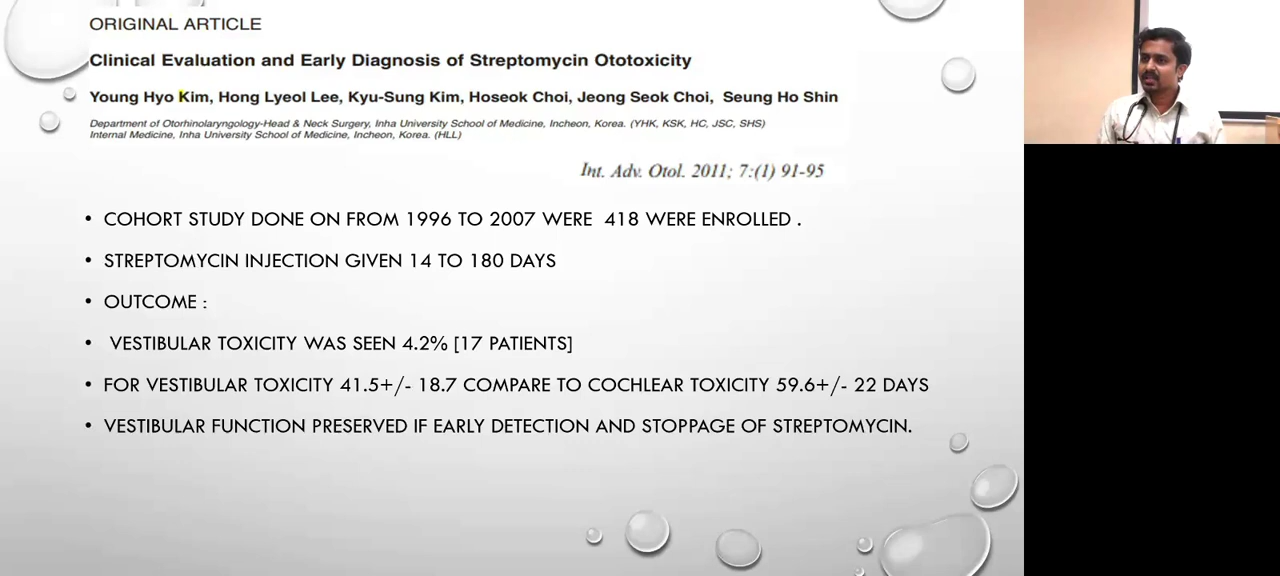 ORIGINAL ARTICLE
Clinical Evaluation and Early Diagnosis of Streptomycin Ototoxicity
Young Hyo Kim, Hong Lyeol Lee, Kyu-Sung Kim, Hoseok Choi, Jeong Seok Choi, Seung Ho Shin
Department of Otorhinolaryngology-Head & Neck Surgery, Inha University School of Medicine, Incheon, Korea. (YHK, KSK, HC, JSC, SHS)
Internal Medicine, Inha University School of Medicine, Incheon, Korea. (HLL)
Int. Adv. Otol. 2011; 7:(1) 91-95
• COHORT STUDY DONE ON FROM 1996 TO 2007 WERE 418 WERE ENROLLED .
• STREPTOMYCIN INJECTION GIVEN 14 TO 180 DAYS
• OUTCOME :
• VESTIBULAR TOXICITY WAS SEEN 4.2% [17 PATIENTS]
• FOR VESTIBULAR TOXICITY 41.5+/- 18.7 COMPARE TO COCHLEAR TOXICITY 59.6+/- 22 DAYS
• VESTIBULAR FUNCTION PRESERVED IF EARLY DETECTION AND STOPPAGE OF STREPTOMYCIN.